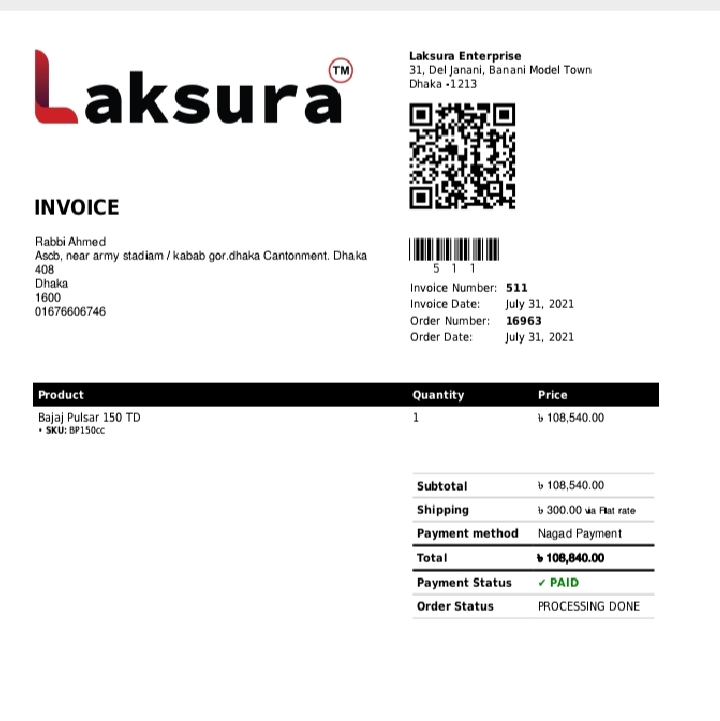 Laksura
TM
Laksura Enterprise
31, Del Janani, Banani Model Town
Dhaka -1213
INVOICE
Rabbi Ahmed
Ascb, near army stadiam / kabab gor.dhaka Cantonment. Dhaka
408
Dhaka
1600
01676606746
5 1 1
Invoice Number: 511
Invoice Date: July 31, 2021
Order Number: 16963
Order Date: July 31, 2021
Product Quantity Price
Bajaj Pulsar 150 TD 1 ৳ 108,540.00
• SKU: BP150cc
Subtotal ৳ 108,540.00
Shipping ৳ 300.00 via Flat rate
Payment method Nagad Payment
Total ৳ 108,840.00
Payment Status ✓ PAID
Order Status PROCESSING DONE